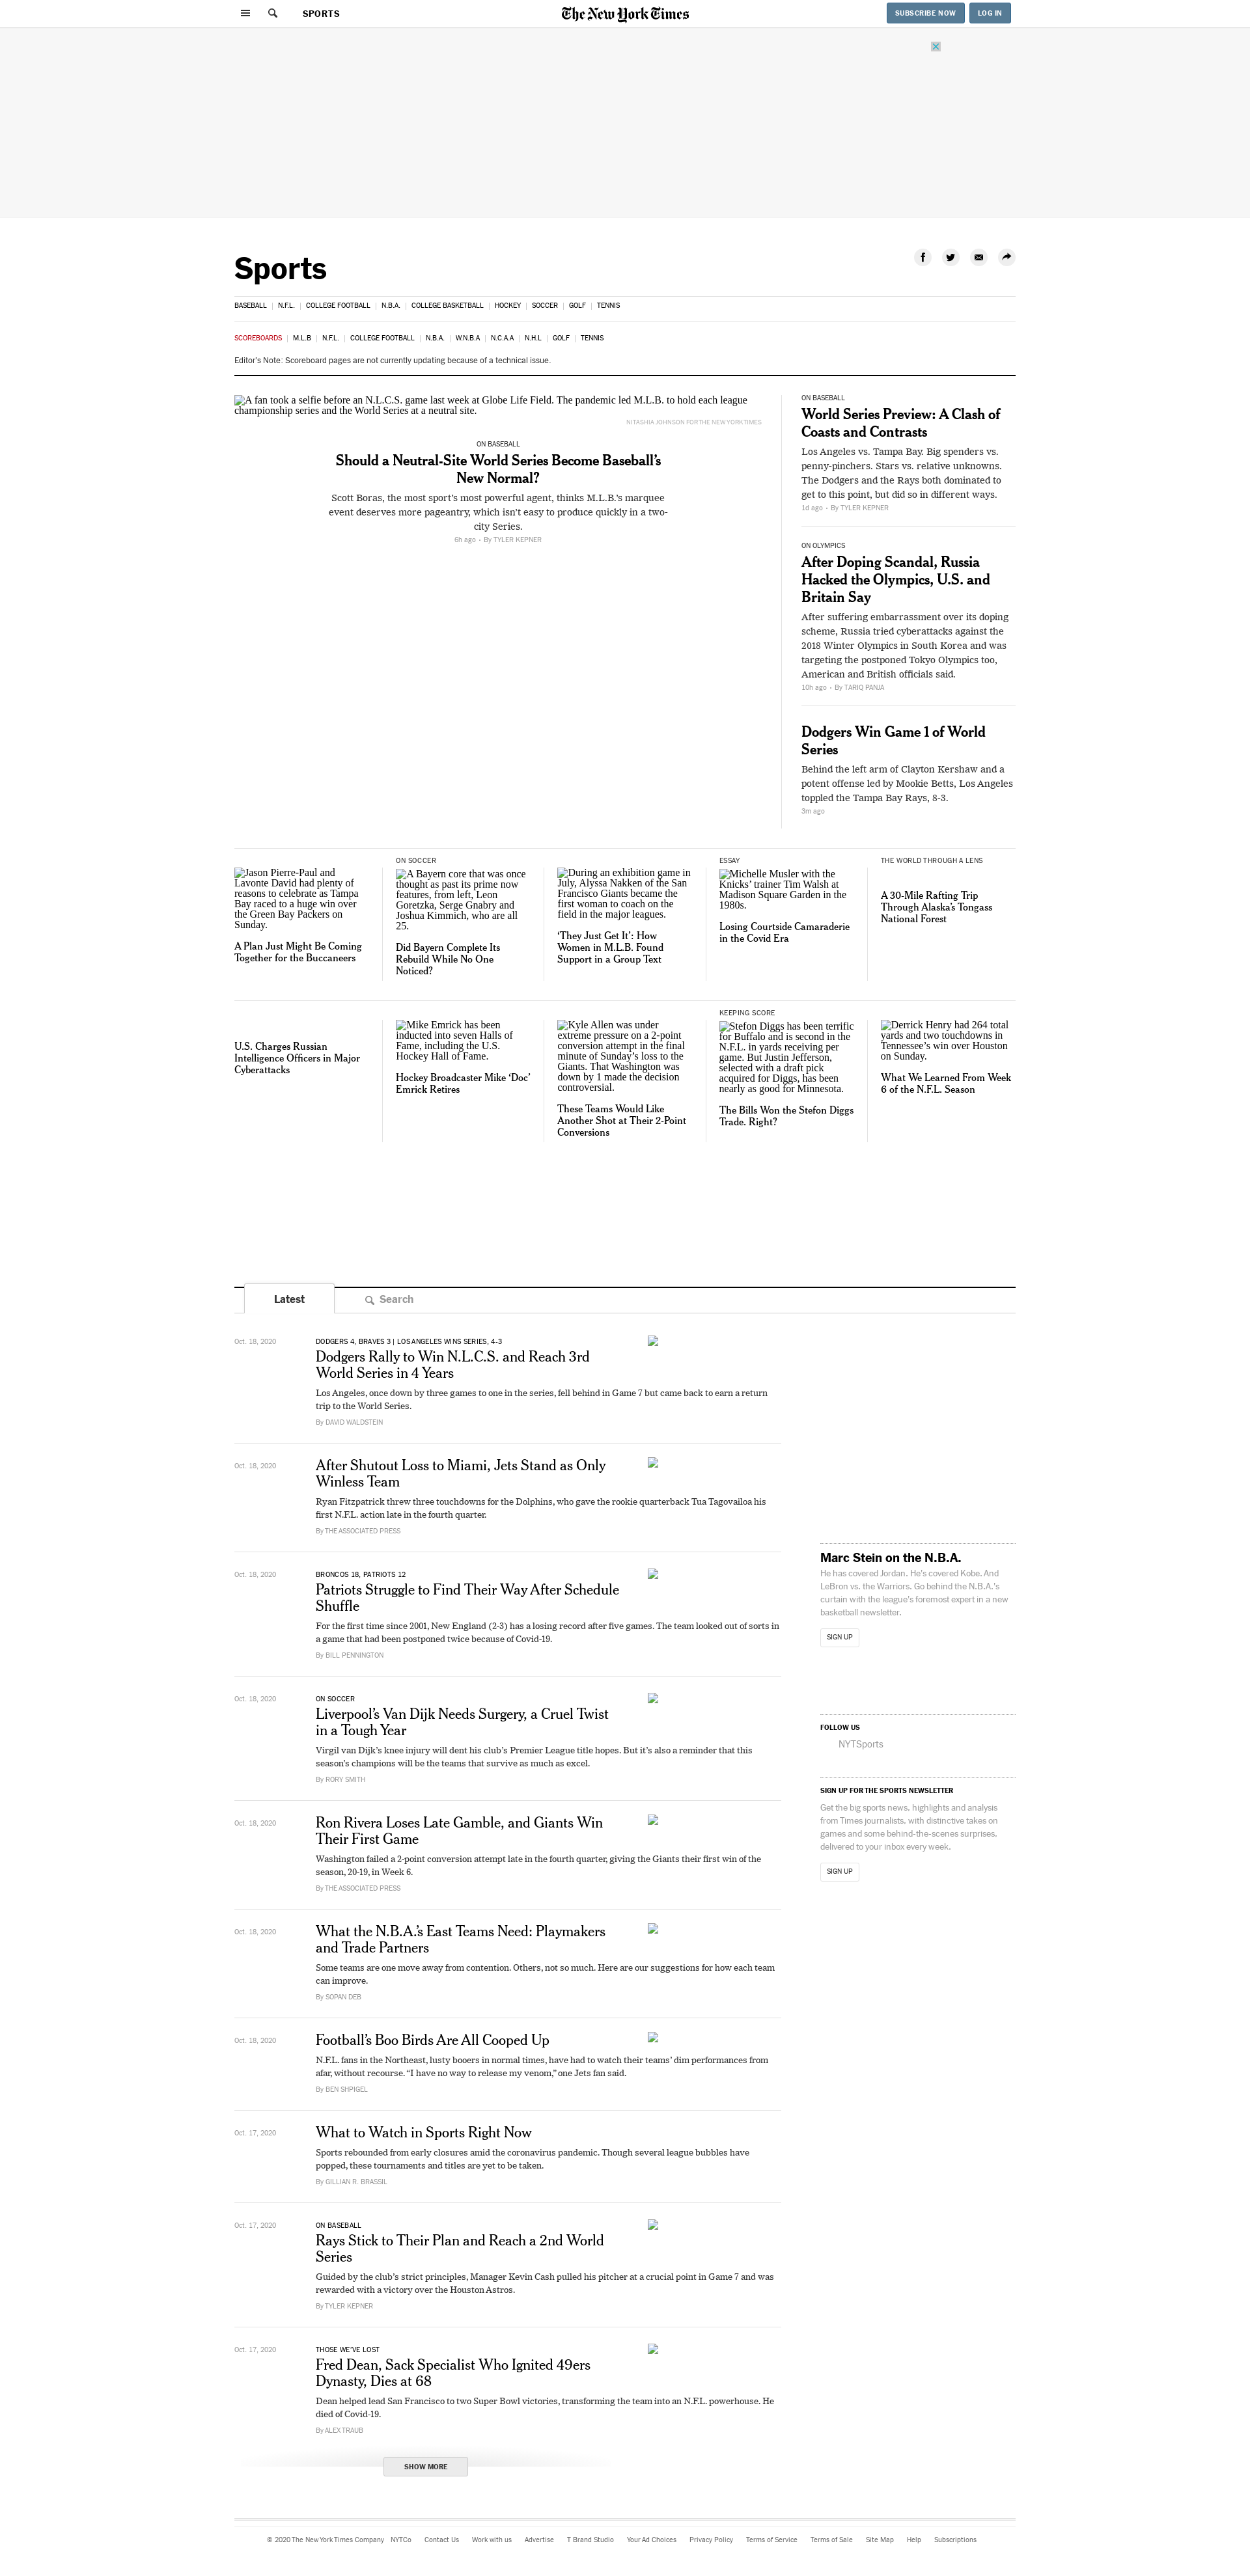 SPORTS
The New York Times
SUBSCRIBE NOW
LOG IN
Sports
BASEBALL | N.F.L. | COLLEGE FOOTBALL | N.B.A. | COLLEGE BASKETBALL | HOCKEY | SOCCER | GOLF | TENNIS
SCOREBOARDS | M.L.B | N.F.L. | COLLEGE FOOTBALL | N.B.A. | W.N.B.A | N.C.A.A | N.H.L | GOLF | TENNIS
Editor's Note: Scoreboard pages are not currently updating because of a technical issue.
A fan took a selfie before an N.L.C.S. game last week at Globe Life Field. The pandemic led M.L.B. to hold each league
championship series and the World Series at a neutral site.
NITASHIA JOHNSON FOR THE NEW YORK TIMES
ON BASEBALL
Should a Neutral-Site World Series Become Baseball's
New Normal?
Scott Boras, the most sport's most powerful agent, thinks M.L.B.'s marquee
event deserves more pageantry, which isn't easy to produce quickly in a two-
city Series.
6h ago • By TYLER KEPNER
ON BASEBALL
World Series Preview: A Clash of
Coasts and Contrasts
Los Angeles vs. Tampa Bay. Big spenders vs.
penny-pinchers. Stars vs. relative unknowns.
The Dodgers and the Rays both dominated to
get to this point, but did so in different ways.
1d ago • By TYLER KEPNER
ON OLYMPICS
After Doping Scandal, Russia
Hacked the Olympics, U.S. and
Britain Say
After suffering embarrassment over its doping
scheme, Russia tried cyberattacks against the
2018 Winter Olympics in South Korea and was
targeting the postponed Tokyo Olympics too,
American and British officials said.
10h ago • By TARIQ PANJA
Dodgers Win Game 1 of World
Series
Behind the left arm of Clayton Kershaw and a
potent offense led by Mookie Betts, Los Angeles
toppled the Tampa Bay Rays, 8-3.
3m ago
Jason Pierre-Paul and
Lavonte David had plenty of
reasons to celebrate as Tampa
Bay raced to a huge win over
the Green Bay Packers on
Sunday.
A Plan Just Might Be Coming
Together for the Buccaneers
ON SOCCER
A Bayern core that was once
thought as past its prime now
features, from left, Leon
Goretzka, Serge Gnabry and
Joshua Kimmich, who are all
25.
Did Bayern Complete Its
Rebuild While No One
Noticed?
During an exhibition game in
July, Alyssa Nakken of the San
Francisco Giants became the
first woman to coach on the
field in the major leagues.
'They Just Get It': How
Women in M.L.B. Found
Support in a Group Text
ESSAY
Michelle Musler with the
Knicks' trainer Tim Walsh at
Madison Square Garden in the
1980s.
Losing Courtside Camaraderie
in the Covid Era
THE WORLD THROUGH A LENS
A 30-Mile Rafting Trip
Through Alaska's Tongass
National Forest
U.S. Charges Russian
Intelligence Officers in Major
Cyberattacks
Mike Emrick has been
inducted into seven Halls of
Fame, including the U.S.
Hockey Hall of Fame.
Hockey Broadcaster Mike 'Doc'
Emrick Retires
Kyle Allen was under
extreme pressure on a 2-point
conversion attempt in the final
minute of Sunday's loss to the
Giants. That Washington was
down by 1 made the decision
controversial.
These Teams Would Like
Another Shot at Their 2-Point
Conversions
KEEPING SCORE
Stefon Diggs has been terrific
for Buffalo and is second in the
N.F.L. in yards receiving per
game. But Justin Jefferson,
selected with a draft pick
acquired for Diggs, has been
nearly as good for Minnesota.
The Bills Won the Stefon Diggs
Trade. Right?
Derrick Henry had 264 total
yards and two touchdowns in
Tennessee's win over Houston
on Sunday.
What We Learned From Week
6 of the N.F.L. Season
Latest
Search
Oct. 18, 2020
DODGERS 4, BRAVES 3 | LOS ANGELES WINS SERIES, 4-3
Dodgers Rally to Win N.L.C.S. and Reach 3rd
World Series in 4 Years
Los Angeles, once down by three games to one in the series, fell behind in Game 7 but came back to earn a return
trip to the World Series.
By DAVID WALDSTEIN
Oct. 18, 2020
After Shutout Loss to Miami, Jets Stand as Only
Winless Team
Ryan Fitzpatrick threw three touchdowns for the Dolphins, who gave the rookie quarterback Tua Tagovailoa his
first N.F.L. action late in the fourth quarter.
By THE ASSOCIATED PRESS
Oct. 18, 2020
BRONCOS 18, PATRIOTS 12
Patriots Struggle to Find Their Way After Schedule
Shuffle
For the first time since 2001, New England (2-3) has a losing record after five games. The team looked out of sorts in
a game that had been postponed twice because of Covid-19.
By BILL PENNINGTON
Oct. 18, 2020
ON SOCCER
Liverpool's Van Dijk Needs Surgery, a Cruel Twist
in a Tough Year
Virgil van Dijk's knee injury will dent his club's Premier League title hopes. But it's also a reminder that this
season's champions will be the teams that survive as much as excel.
By RORY SMITH
Oct. 18, 2020
Ron Rivera Loses Late Gamble, and Giants Win
Their First Game
Washington failed a 2-point conversion attempt late in the fourth quarter, giving the Giants their first win of the
season, 20-19, in Week 6.
By THE ASSOCIATED PRESS
Oct. 18, 2020
What the N.B.A.'s East Teams Need: Playmakers
and Trade Partners
Some teams are one move away from contention. Others, not so much. Here are our suggestions for how each team
can improve.
By SOPAN DEB
Oct. 18, 2020
Football's Boo Birds Are All Cooped Up
N.F.L. fans in the Northeast, lusty booers in normal times, have had to watch their teams' dim performances from
afar, without recourse. "I have no way to release my venom," one Jets fan said.
By BEN SHPIGEL
Oct. 17, 2020
What to Watch in Sports Right Now
Sports rebounded from early closures amid the coronavirus pandemic. Though several league bubbles have
popped, these tournaments and titles are yet to be taken.
By GILLIAN R. BRASSIL
Oct. 17, 2020
ON BASEBALL
Rays Stick to Their Plan and Reach a 2nd World
Series
Guided by the club's strict principles, Manager Kevin Cash pulled his pitcher at a crucial point in Game 7 and was
rewarded with a victory over the Houston Astros.
By TYLER KEPNER
Oct. 17, 2020
THOSE WE'VE LOST
Fred Dean, Sack Specialist Who Ignited 49ers
Dynasty, Dies at 68
Dean helped lead San Francisco to two Super Bowl victories, transforming the team into an N.F.L. powerhouse. He
died of Covid-19.
By ALEX TRAUB
SHOW MORE
Marc Stein on the N.B.A.
He has covered Jordan. He's covered Kobe. And
LeBron vs. the Warriors. Go behind the N.B.A.'s
curtain with the league's foremost expert in a new
basketball newsletter.
SIGN UP
FOLLOW US
NYTSports
SIGN UP FOR THE SPORTS NEWSLETTER
Get the big sports news, highlights and analysis
from Times journalists, with distinctive takes on
games and some behind-the-scenes surprises,
delivered to your inbox every week.
SIGN UP
© 2020 The New York Times Company NYTCo Contact Us Work with us Advertise T Brand Studio Your Ad Choices Privacy Policy Terms of Service Terms of Sale Site Map Help Subscriptions